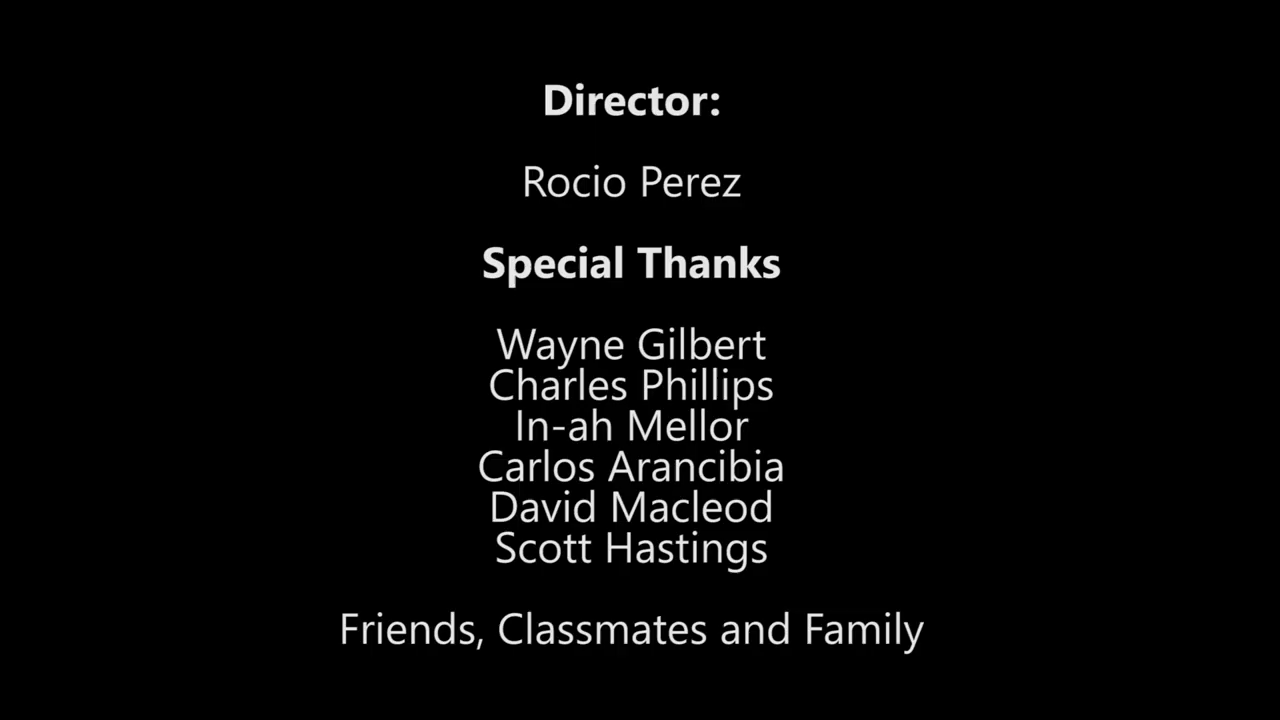 Director:
Rocio Perez
Special Thanks
Wayne Gilbert
Charles Phillips
In-ah Mellor
Carlos Arancibia
David Macleod
Scott Hastings
Friends, Classmates and Family